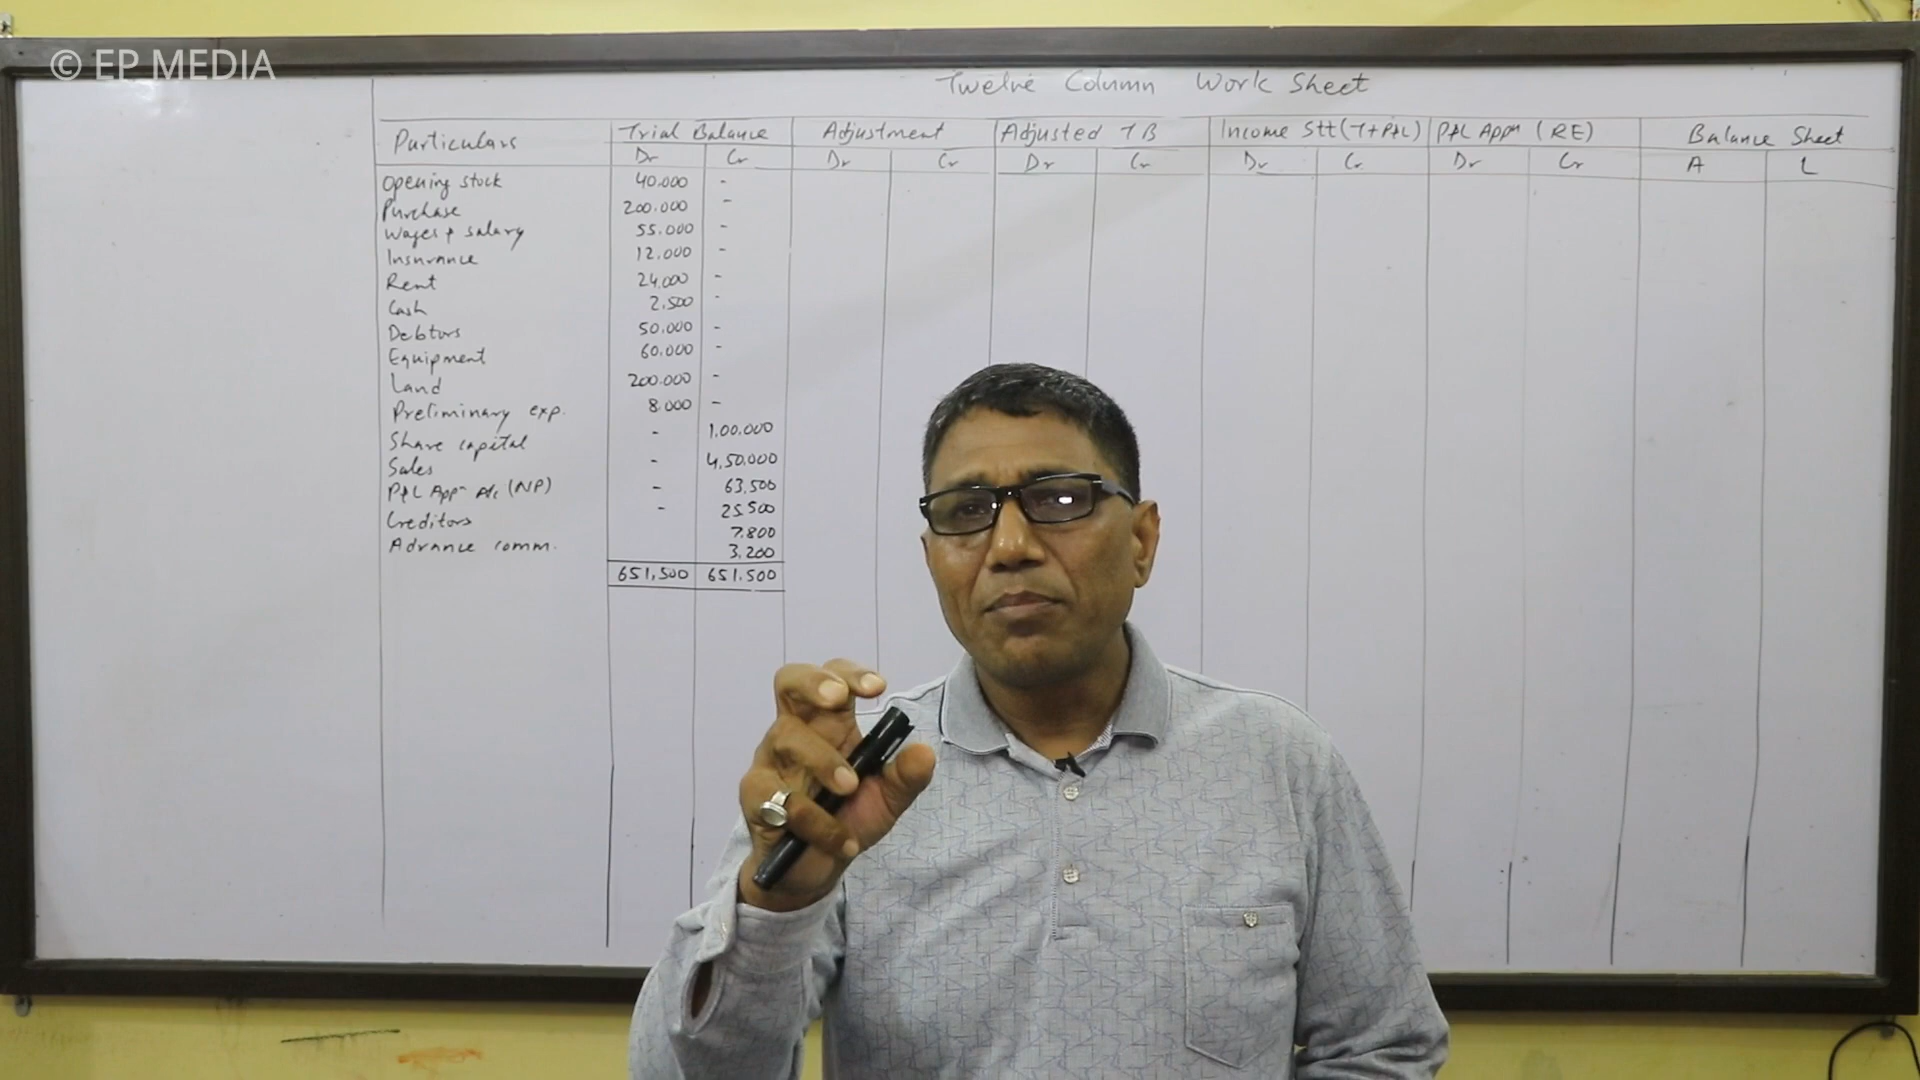 © EP MEDIA
Twelve Column Work Sheet
Particulars Trial Balance Adjustment Adjusted TB Income Stt (T+P&L) P&L Appn (RE) Balance Sheet
Dr Cr Dr Cr Dr Cr Dr Cr Dr Cr A L
Opening stock 40.000 -
Purchase 200.000 -
Wages & salary 55.000 -
Insurance 12.000 -
Rent 24,000 -
Cash 2.500 -
Debtors 50.000 -
Equipment 60,000 -
Land 200.000 -
Preliminary exp. 8.000 -
Share capital - 1,00.000
Sales - 4,50,000
P&L Appn A/c (NP) - 63,500
Creditors - 25.500
Advance comm. 7.800
3,200
651,500 651.500